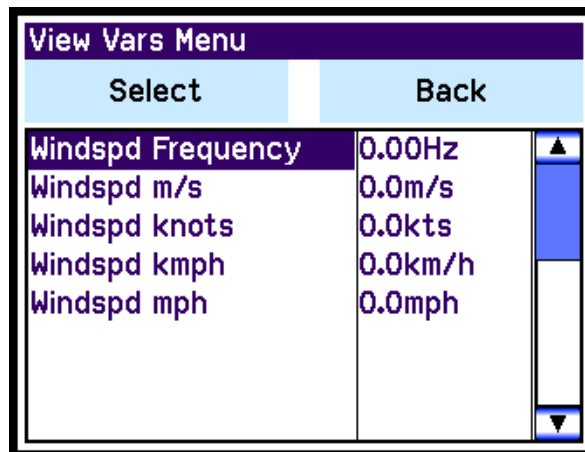 View Vars Menu
Select Back
Windspd Frequency 0.00Hz
Windspd m/s 0.0m/s
Windspd knots 0.0kts
Windspd kmph 0.0km/h
Windspd mph 0.0mph